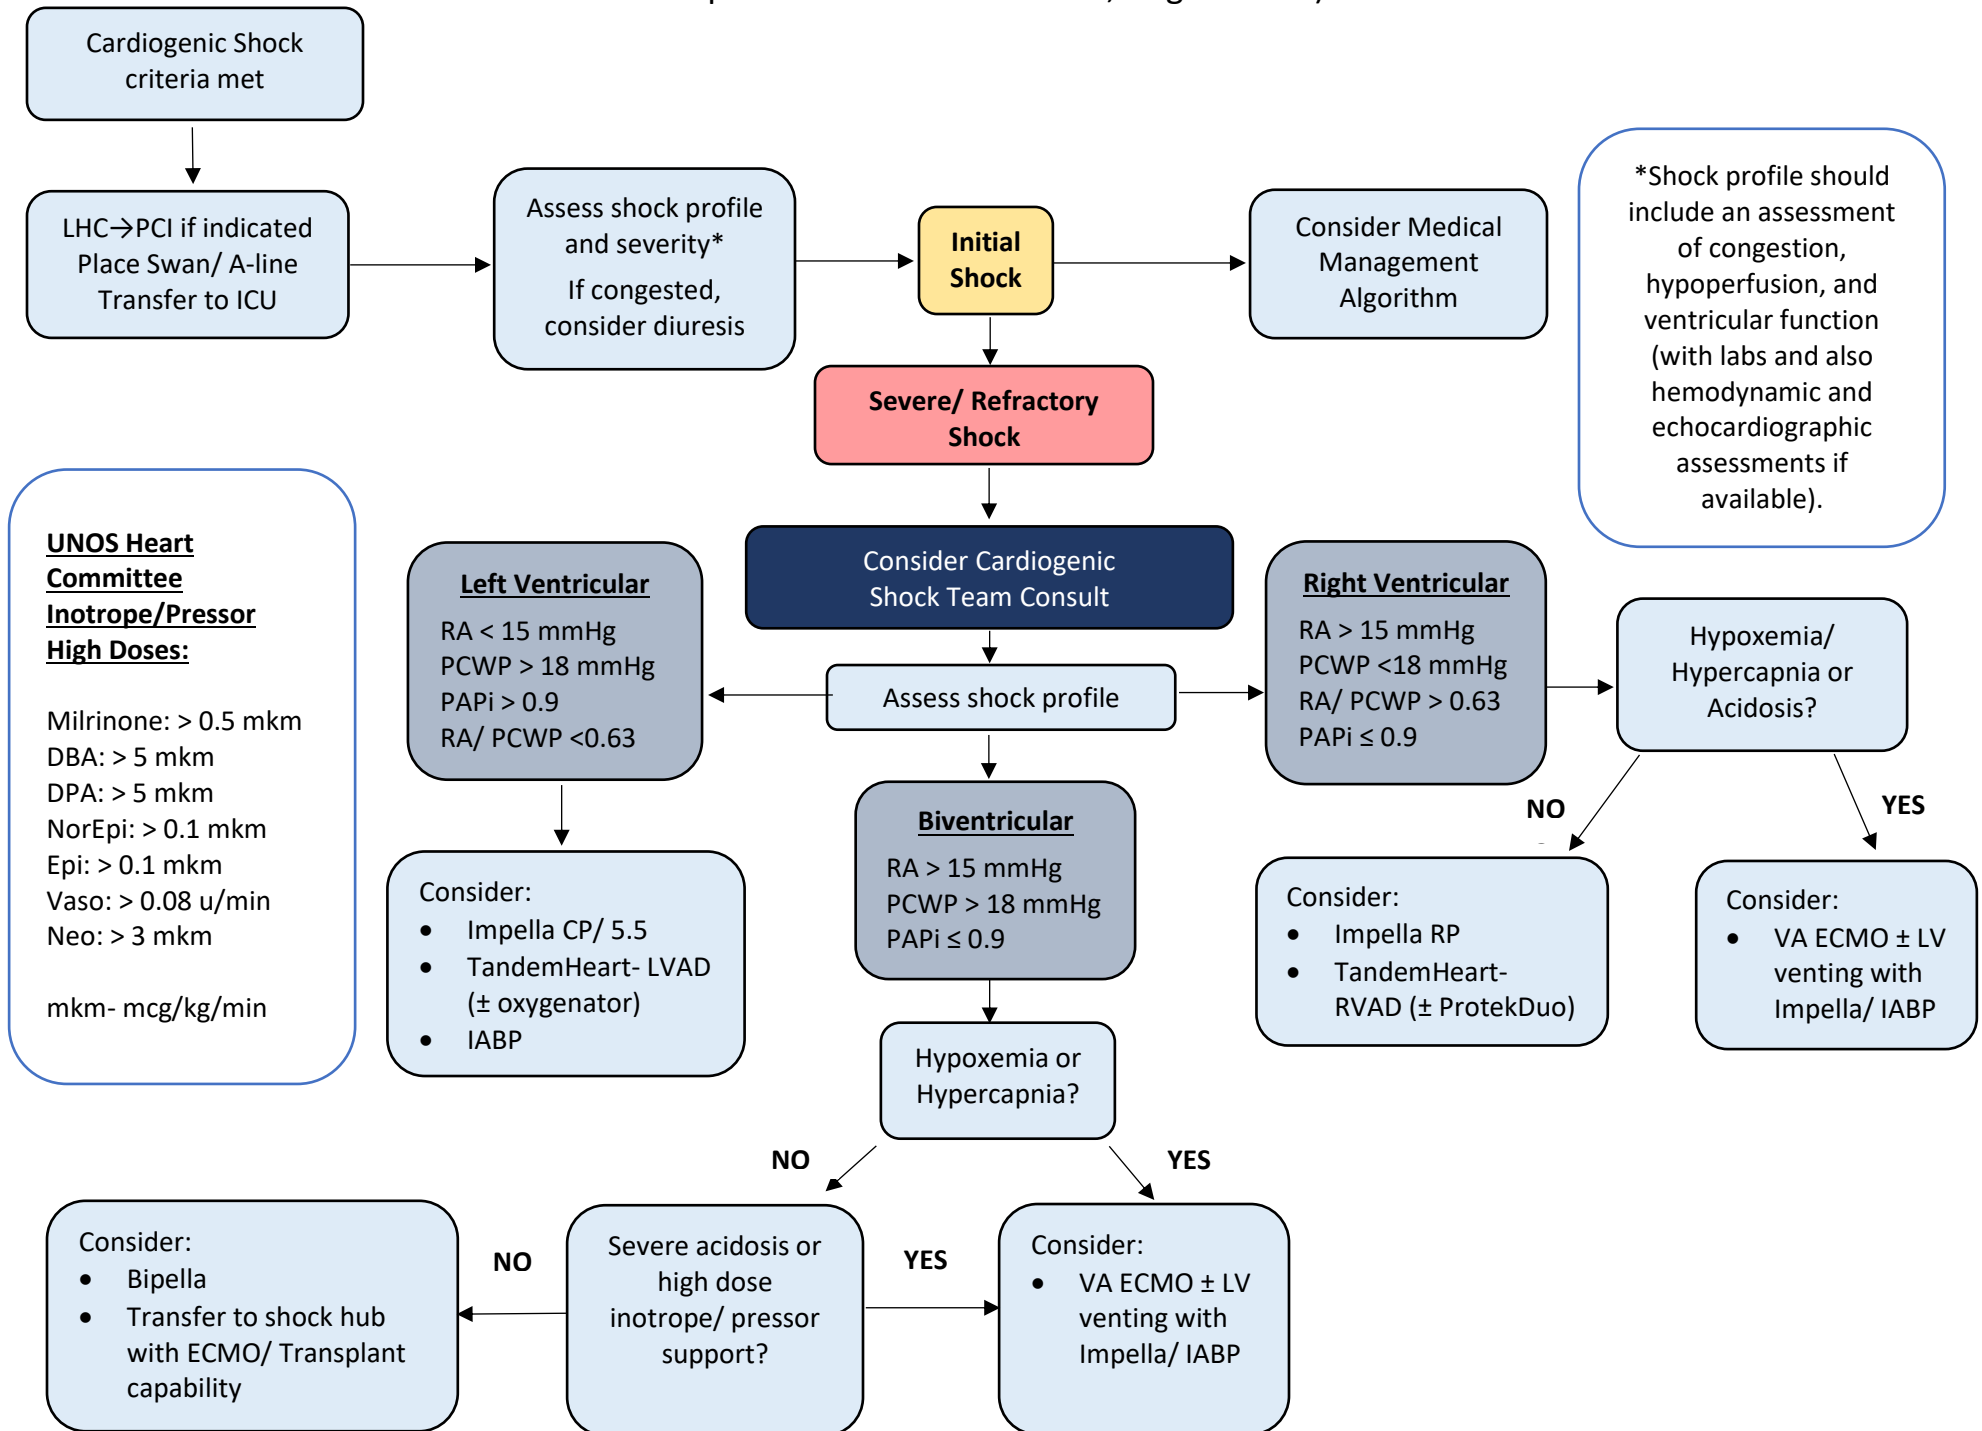 Cardiogenic Shock
criteria met
LHC→PCI if indicated
Place Swan/ A-line
Transfer to ICU
Assess shock profile
and severity*
If congested,
consider diuresis
Initial
Shock
Consider Medical
Management
Algorithm
*Shock profile should
include an assessment
of congestion,
hypoperfusion, and
ventricular function
(with labs and also
hemodynamic and
echocardiographic
assessments if
available).
Severe/ Refractory
Shock
UNOS Heart
Committee
Inotrope/Pressor
High Doses:
Milrinone: > 0.5 mkm
DBA: > 5 mkm
DPA: > 5 mkm
NorEpi: > 0.1 mkm
Epi: > 0.1 mkm
Vaso: > 0.08 u/min
Neo: > 3 mkm
mkm- mcg/kg/min
Consider Cardiogenic
Shock Team Consult
Assess shock profile
Left Ventricular
RA < 15 mmHg
PCWP > 18 mmHg
PAPi > 0.9
RA/ PCWP <0.63
Consider:
• Impella CP/ 5.5
• TandemHeart- LVAD
(± oxygenator)
• IABP
Right Ventricular
RA > 15 mmHg
PCWP <18 mmHg
RA/ PCWP > 0.63
PAPi ≤ 0.9
Hypoxemia/
Hypercapnia or
Acidosis?
NO
YES
Consider:
• Impella RP
• TandemHeart-
RVAD (± ProtekDuo)
Consider:
• VA ECMO ± LV
venting with
Impella/ IABP
Biventricular
RA > 15 mmHg
PCWP > 18 mmHg
PAPi ≤ 0.9
Hypoxemia or
Hypercapnia?
NO
YES
Severe acidosis or
high dose
inotrope/ pressor
support?
NO
YES
Consider:
• Bipella
• Transfer to shock hub
with ECMO/ Transplant
capability
Consider:
• VA ECMO ± LV
venting with
Impella/ IABP